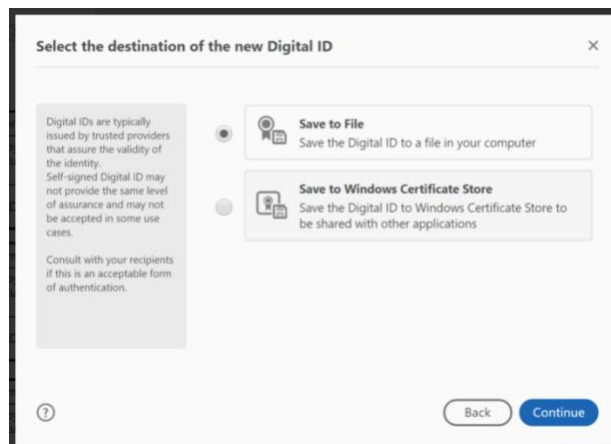 Select the destination of the new Digital ID
Digital IDs are typically
issued by trusted providers
that assure the validity of
the identity.
Self-signed Digital ID may
not provide the same level
of assurance and may not
be accepted in some use
cases.
Consult with your recipients
if this is an acceptable form
of authentication.
Save to File
Save the Digital ID to a file in your computer
Save to Windows Certificate Store
Save the Digital ID to Windows Certificate Store to
be shared with other applications
?
Back
Continue